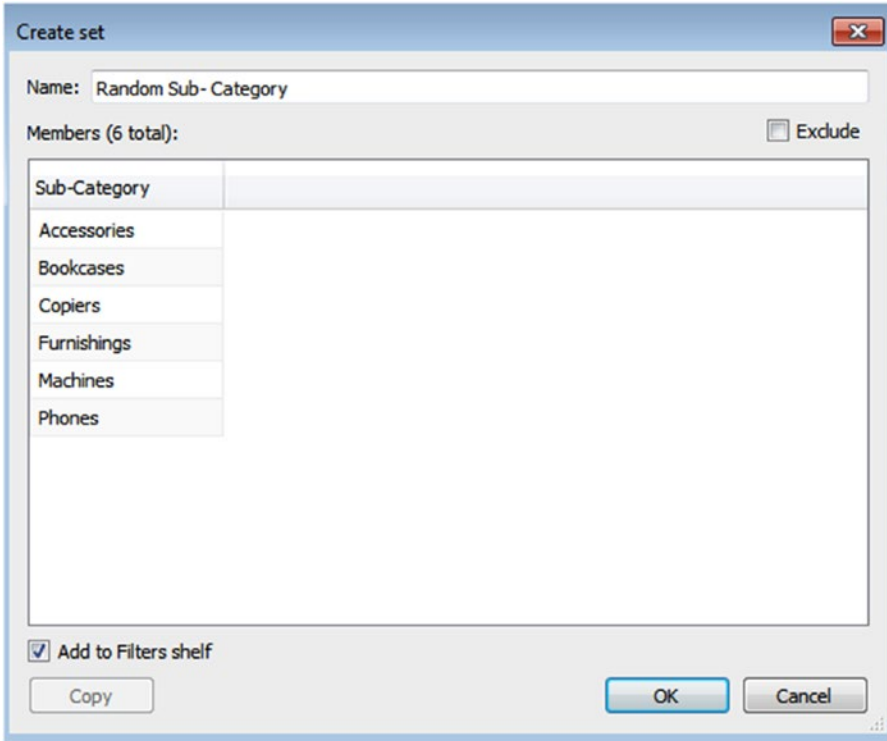 Create set
Name: Random Sub- Category
Members (6 total): Exclude
Sub-Category
Accessories
Bookcases
Copiers
Furnishings
Machines
Phones
Add to Filters shelf
Copy OK Cancel